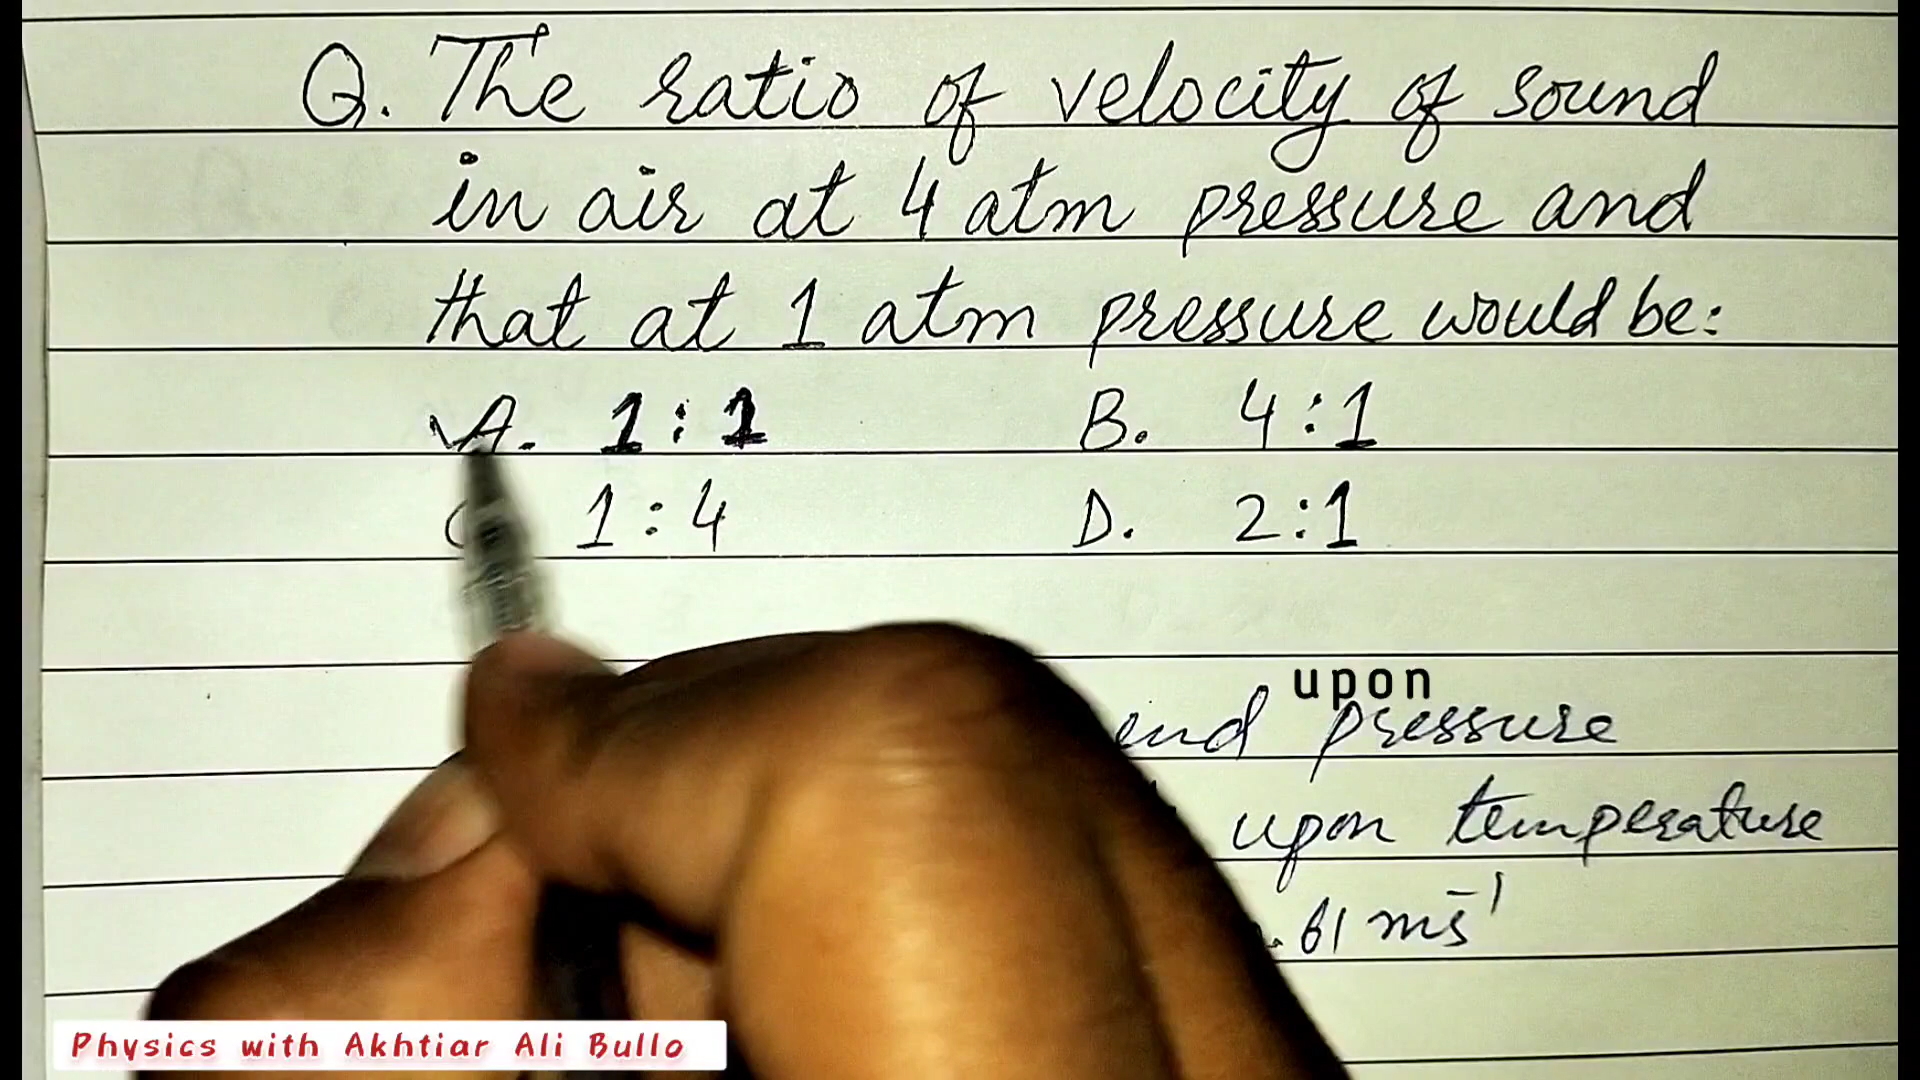 Q. The ratio of velocity of sound
in air at 4 atm pressure and
that at 1 atm pressure would be:
A. 1:1 B. 4:1
1:4 D. 2:1
upon
pressure
upon temperature
61 ms⁻¹
Physics with Akhtiar Ali Bullo